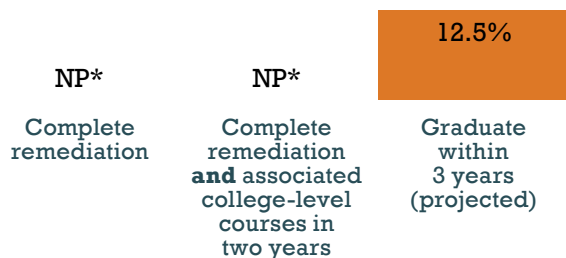 12.5%
NP*
NP*
Complete
remediation
Complete
remediation
and associated
college-level
courses in
two years
Graduate
within
3 years
(projected)